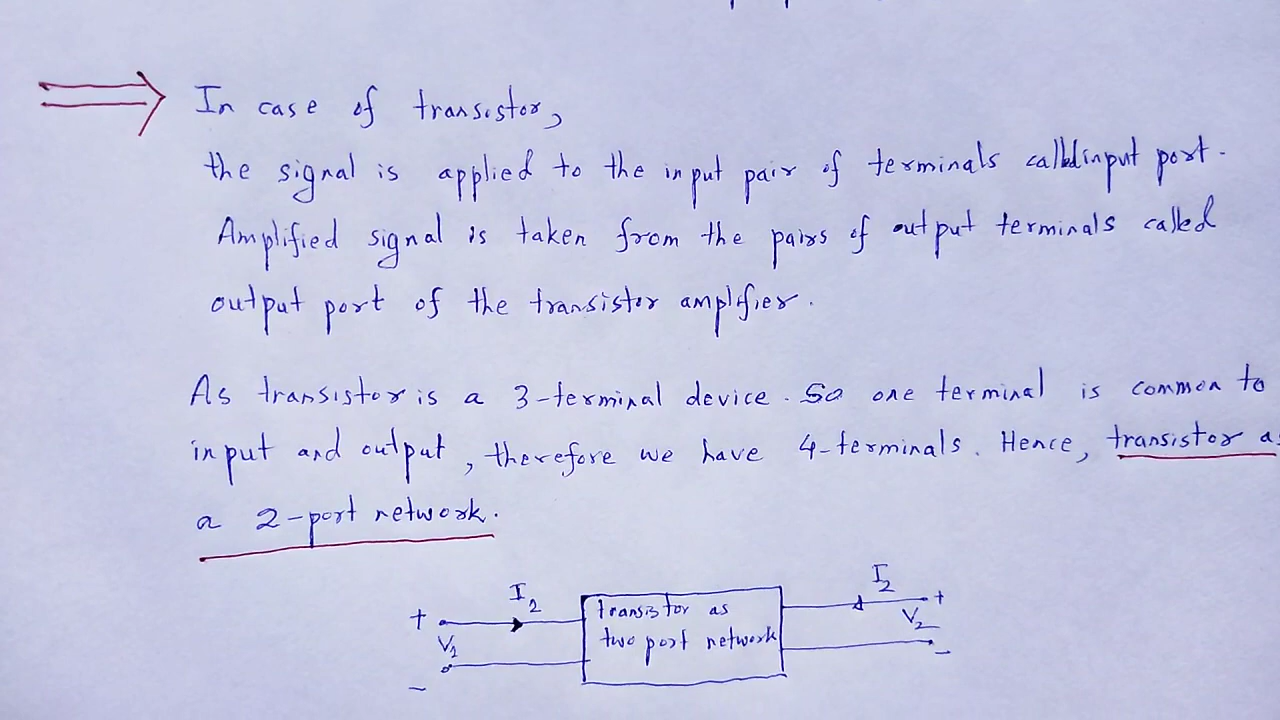 In case of transistor,
the signal is applied to the input pair of terminals called input port.
Amplified signal is taken from the pairs of output terminals called
output port of the transistor amplifier.
As transistor is a 3-terminal device. So one terminal is common to
input and output, therefore we have 4-terminals. Hence, transistor as
a 2-port network.
I2
I2
+
transistor as
+
V1
two port network
V2
-
-